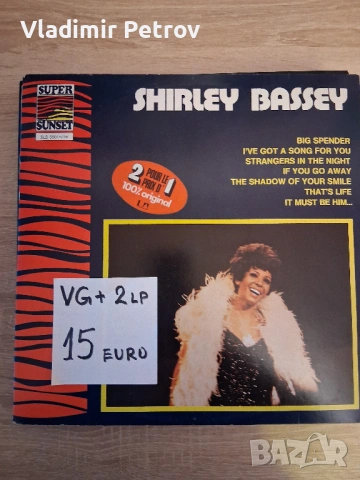 Vladimir Petrov
SUPER
SUNSET
SHIRLEY BASSEY
BIG SPENDER
I'VE GOT A SONG FOR YOU
STRANGERS IN THE NIGHT
IF YOU GO AWAY
THE SHADOW OF YOUR SMILE
THAT'S LIFE
IT MUST BE HIM...
2 POUR LE
PRIX D'1
100% original
VG+ 2 LP
15 EURO
BAZAR